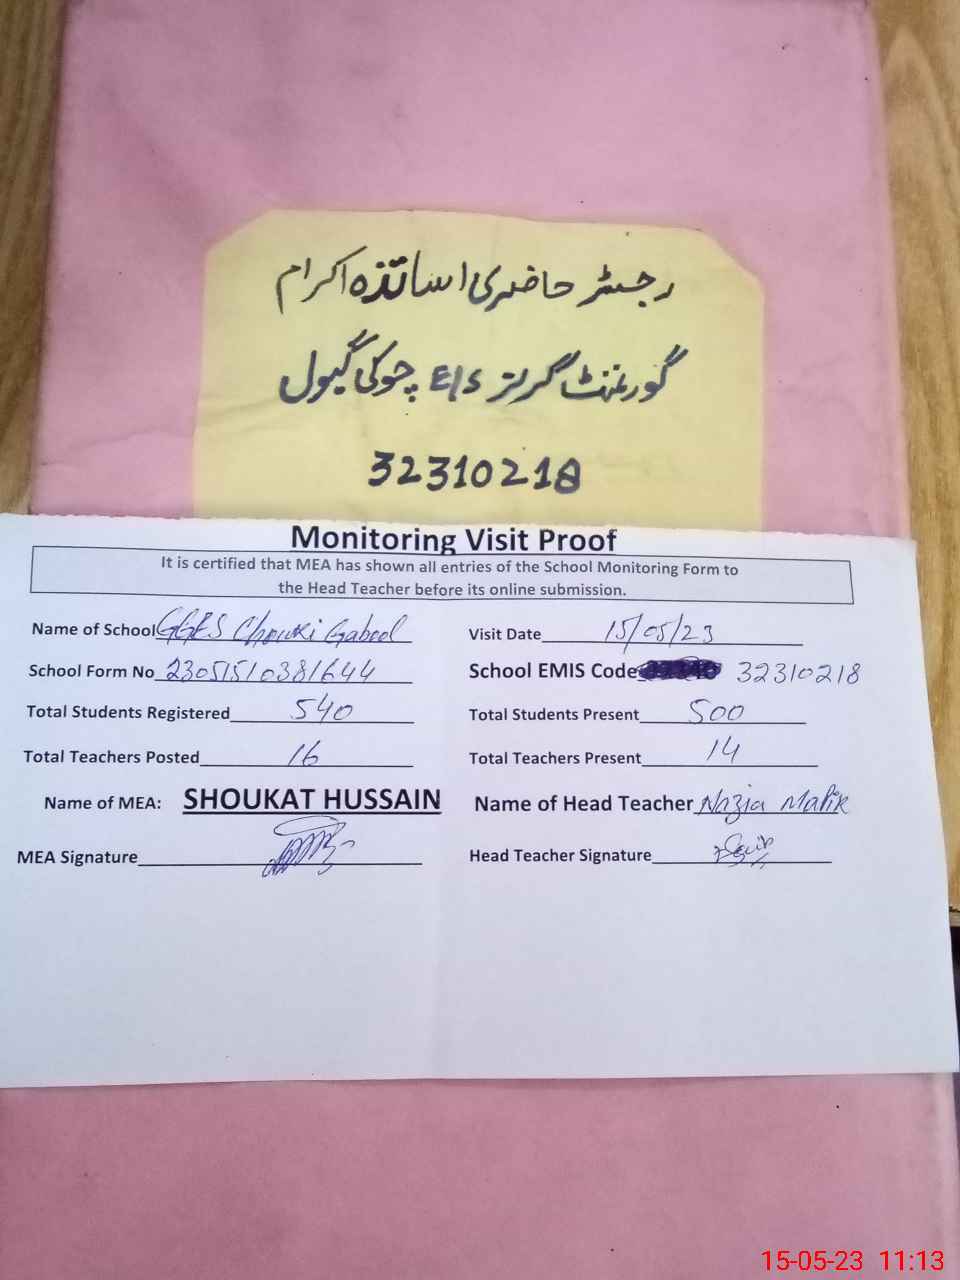 رجسٹر حاضری اساتذہ اکرام
گورنمنٹ گرلز E/S چوکی گبول
32310218
Monitoring Visit Proof
It is certified that MEA has shown all entries of the School Monitoring Form to
the Head Teacher before its online submission.
Name of School GGES Chowki Gabool Visit Date 15/05/23
School Form No 23051510381644 School EMIS Code 32310218
Total Students Registered 540 Total Students Present 500
Total Teachers Posted 16 Total Teachers Present 14
Name of MEA: SHOUKAT HUSSAIN Name of Head Teacher Nazia Malik
MEA Signature Head Teacher Signature
15-05-23 11:13